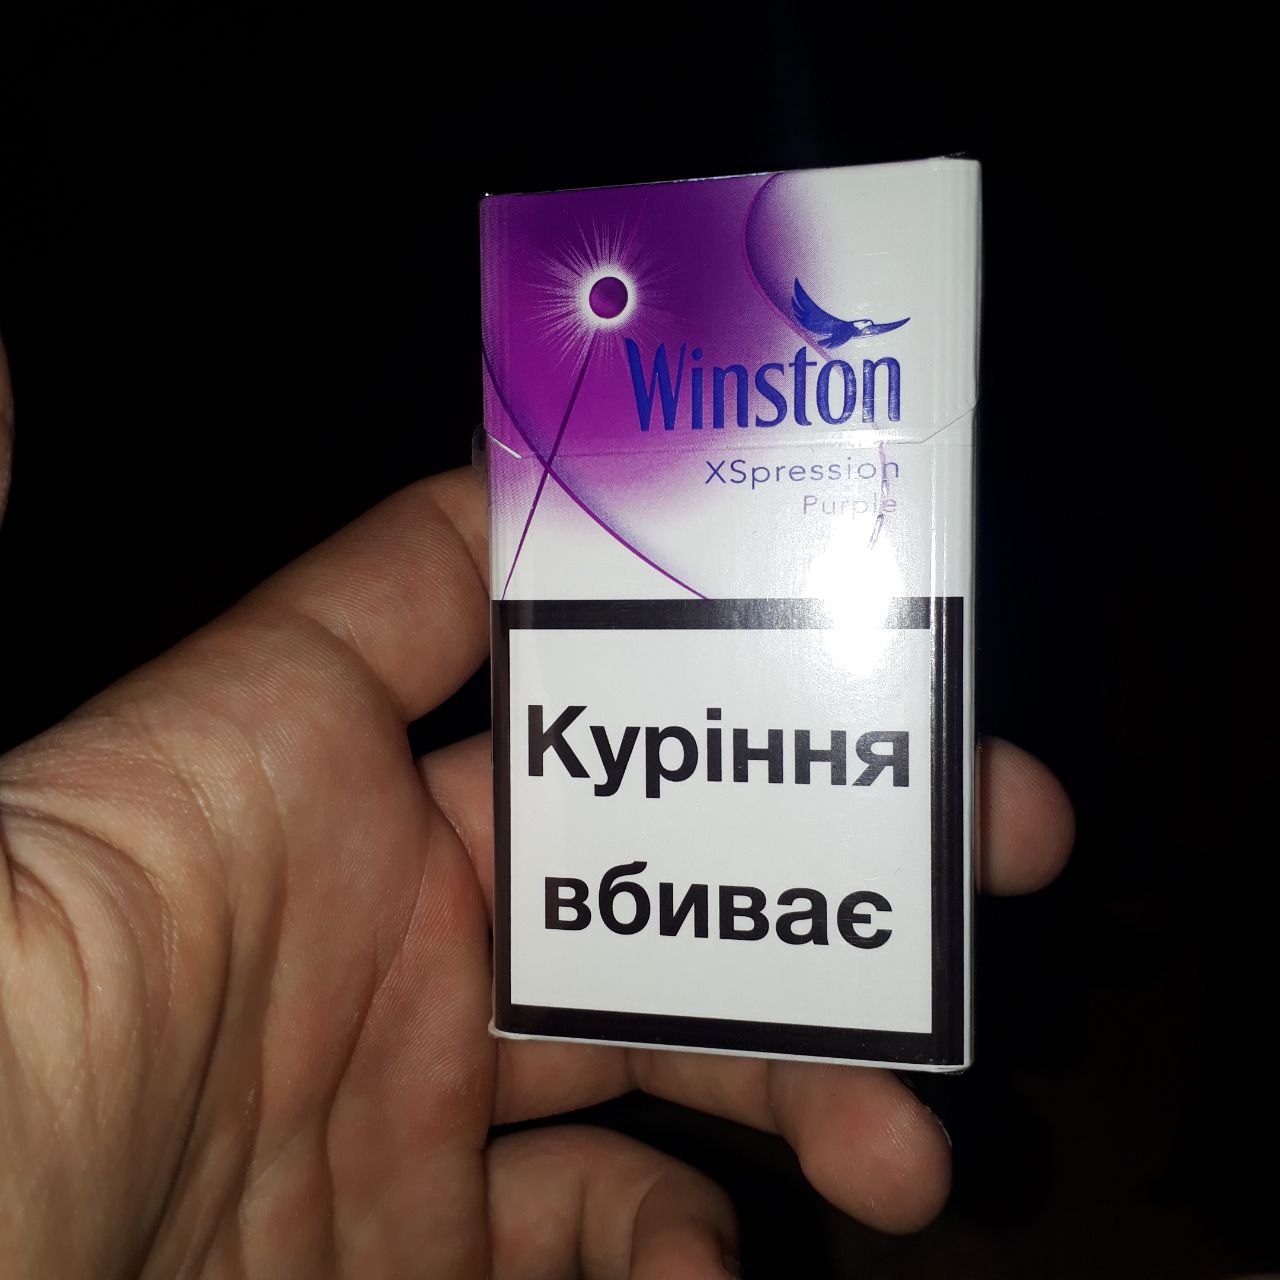 Winston
XSpression
Purple
Куріння
вбиває